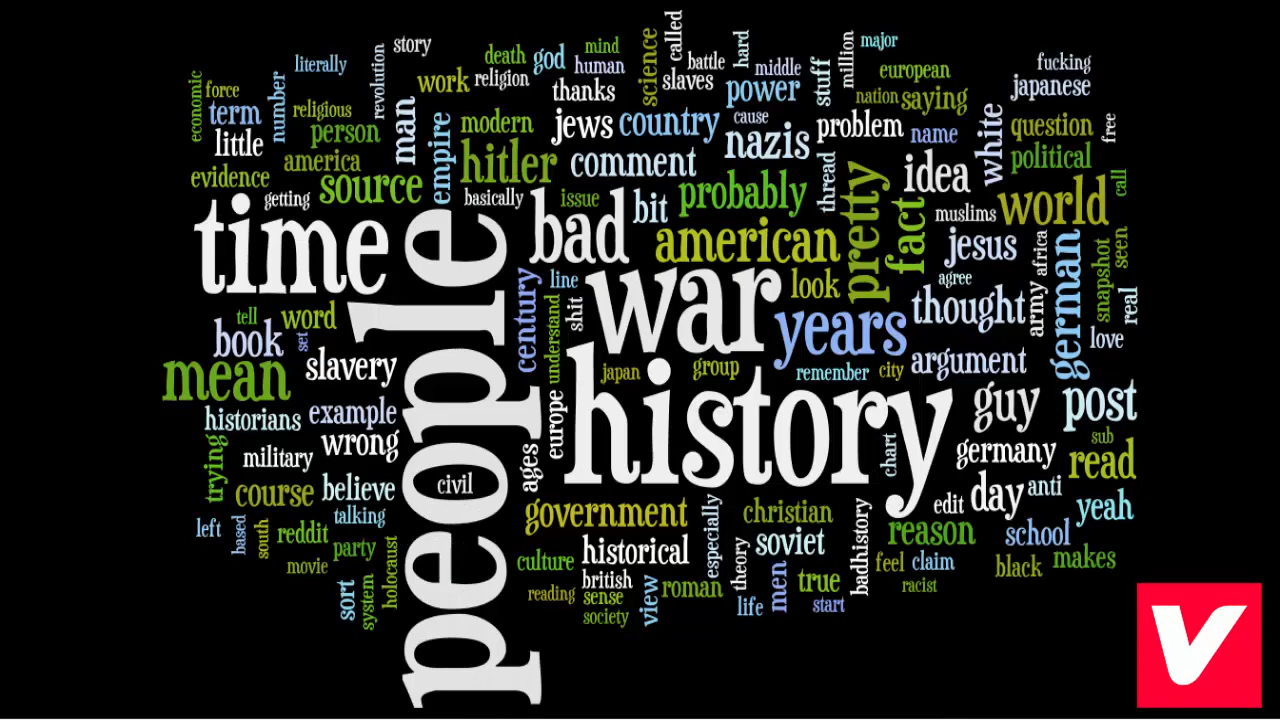 called
story
mind
major
death
god
literally
revolution
science
battle
hard
human
middle
stuff
million
european
fucking
religion
work
slaves
japanese
economic
force
number
man
thanks
power
nation
saying
term
religious
empire
modern
jews
country
cause
nazis
problem
name
white
question
free
person
little
america
hitler
comment
thread
pretty
idea
political
evidence
getting
source
basically
issue
bit
probably
fact
muslims
world
call
time
people
bad
american
jesus
africa
german
snapshot
seen
century
line
war
look
agree
thought
army
real
tell
word
understand
shit
years
love
book
set
slavery
mean
japan
group
remember
city
argument
historians
example
europe
history
guy
post
wrong
chart
sub
trying
military
ages
germany
read
course
believe
civil
edit
day
anti
yeah
left
based
south
reddit
talking
government
especially
christian
badhistory
reason
school
party
movie
holocaust
culture
historical
theory
soviet
feel
claim
black
makes
sort
system
british
reading
sense
view
roman
men
true
racist
society
life
start
V